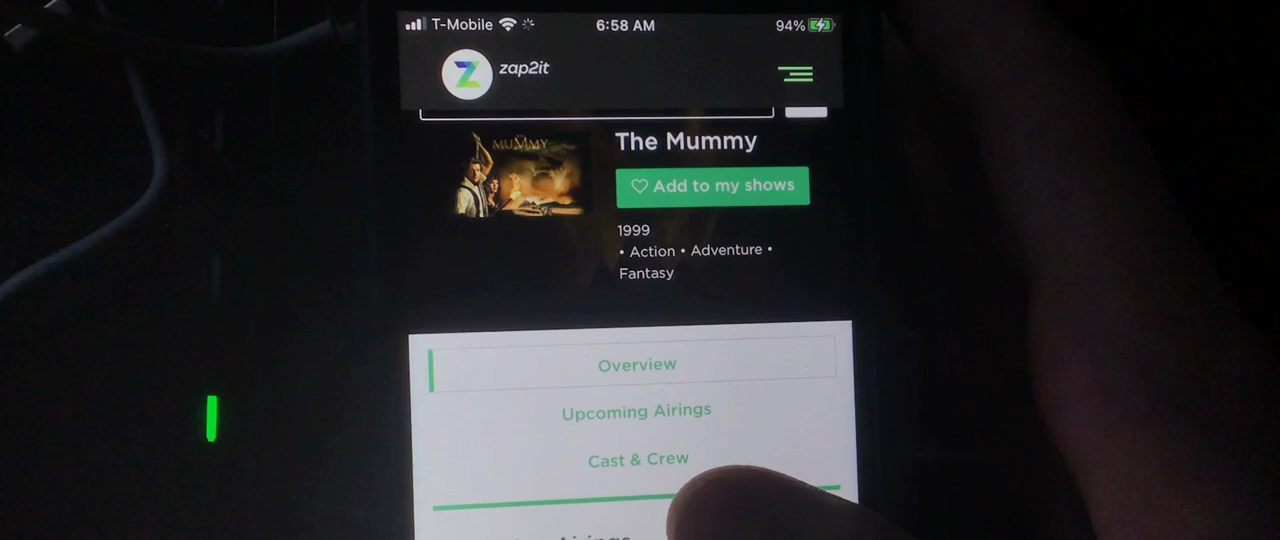 T-Mobile 6:58 AM 94%
Z zap2it
MUMMY
The Mummy
Add to my shows
1999
• Action • Adventure •
Fantasy
Overview
Upcoming Airings
Cast & Crew
Airings